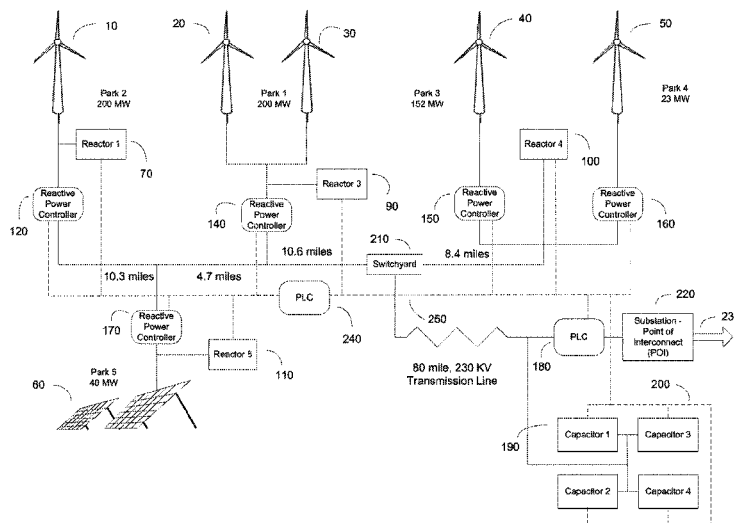 10
20
30
40
50
Park 2
200 MW
Park 1
200 MW
Park 3
152 MW
Park 4
23 MW
Reactor 1
70
Reactor 3
90
Reactor 4
100
Reactive
Power
Controller
120
Reactive
Power
Controller
140
Reactive
Power
Controller
150
Reactive
Power
Controller
160
10.3 miles
4.7 miles
10.6 miles
210
Switchyard
8.4 miles
Reactive
Power
Controller
170
PLC
240
250
PLC
180
220
Substation -
Point of
Interconnect
(POI)
23
Reactor 5
110
Park 5
40 MW
60
80 mile, 230 KV
Transmission Line
200
190
Capacitor 1
Capacitor 3
Capacitor 2
Capacitor 4